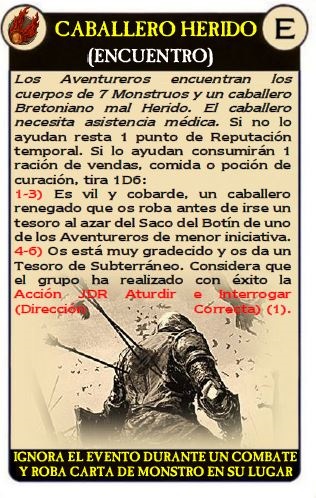 CABALLERO HERIDO
E
(ENCUENTRO)
Los Aventureros encuentran los
cuerpos de 7 Monstruos y un caballero
Bretoniano mal Herido. El caballero
necesita asistencia médica. Si no lo
ayudan resta 1 punto de Reputación
temporal. Si lo ayudan consumirán 1
ración de vendas, comida o poción de
curación, tira 1D6:
1-3) Es vil y cobarde, un caballero
renegado que os roba antes de irse un
tesoro al azar del Saco del Botín de uno
de los Aventureros de menor iniciativa.
4-6) Os está muy gradecido y os da un
Tesoro de Subterráneo. Considera que
el grupo ha realizado con éxito la
Acción JDR Aturdir e Interrogar
(Dirección Correcta) (1).
IGNORA EL EVENTO DURANTE UN COMBATE
Y ROBA CARTA DE MONSTRO EN SU LUGAR